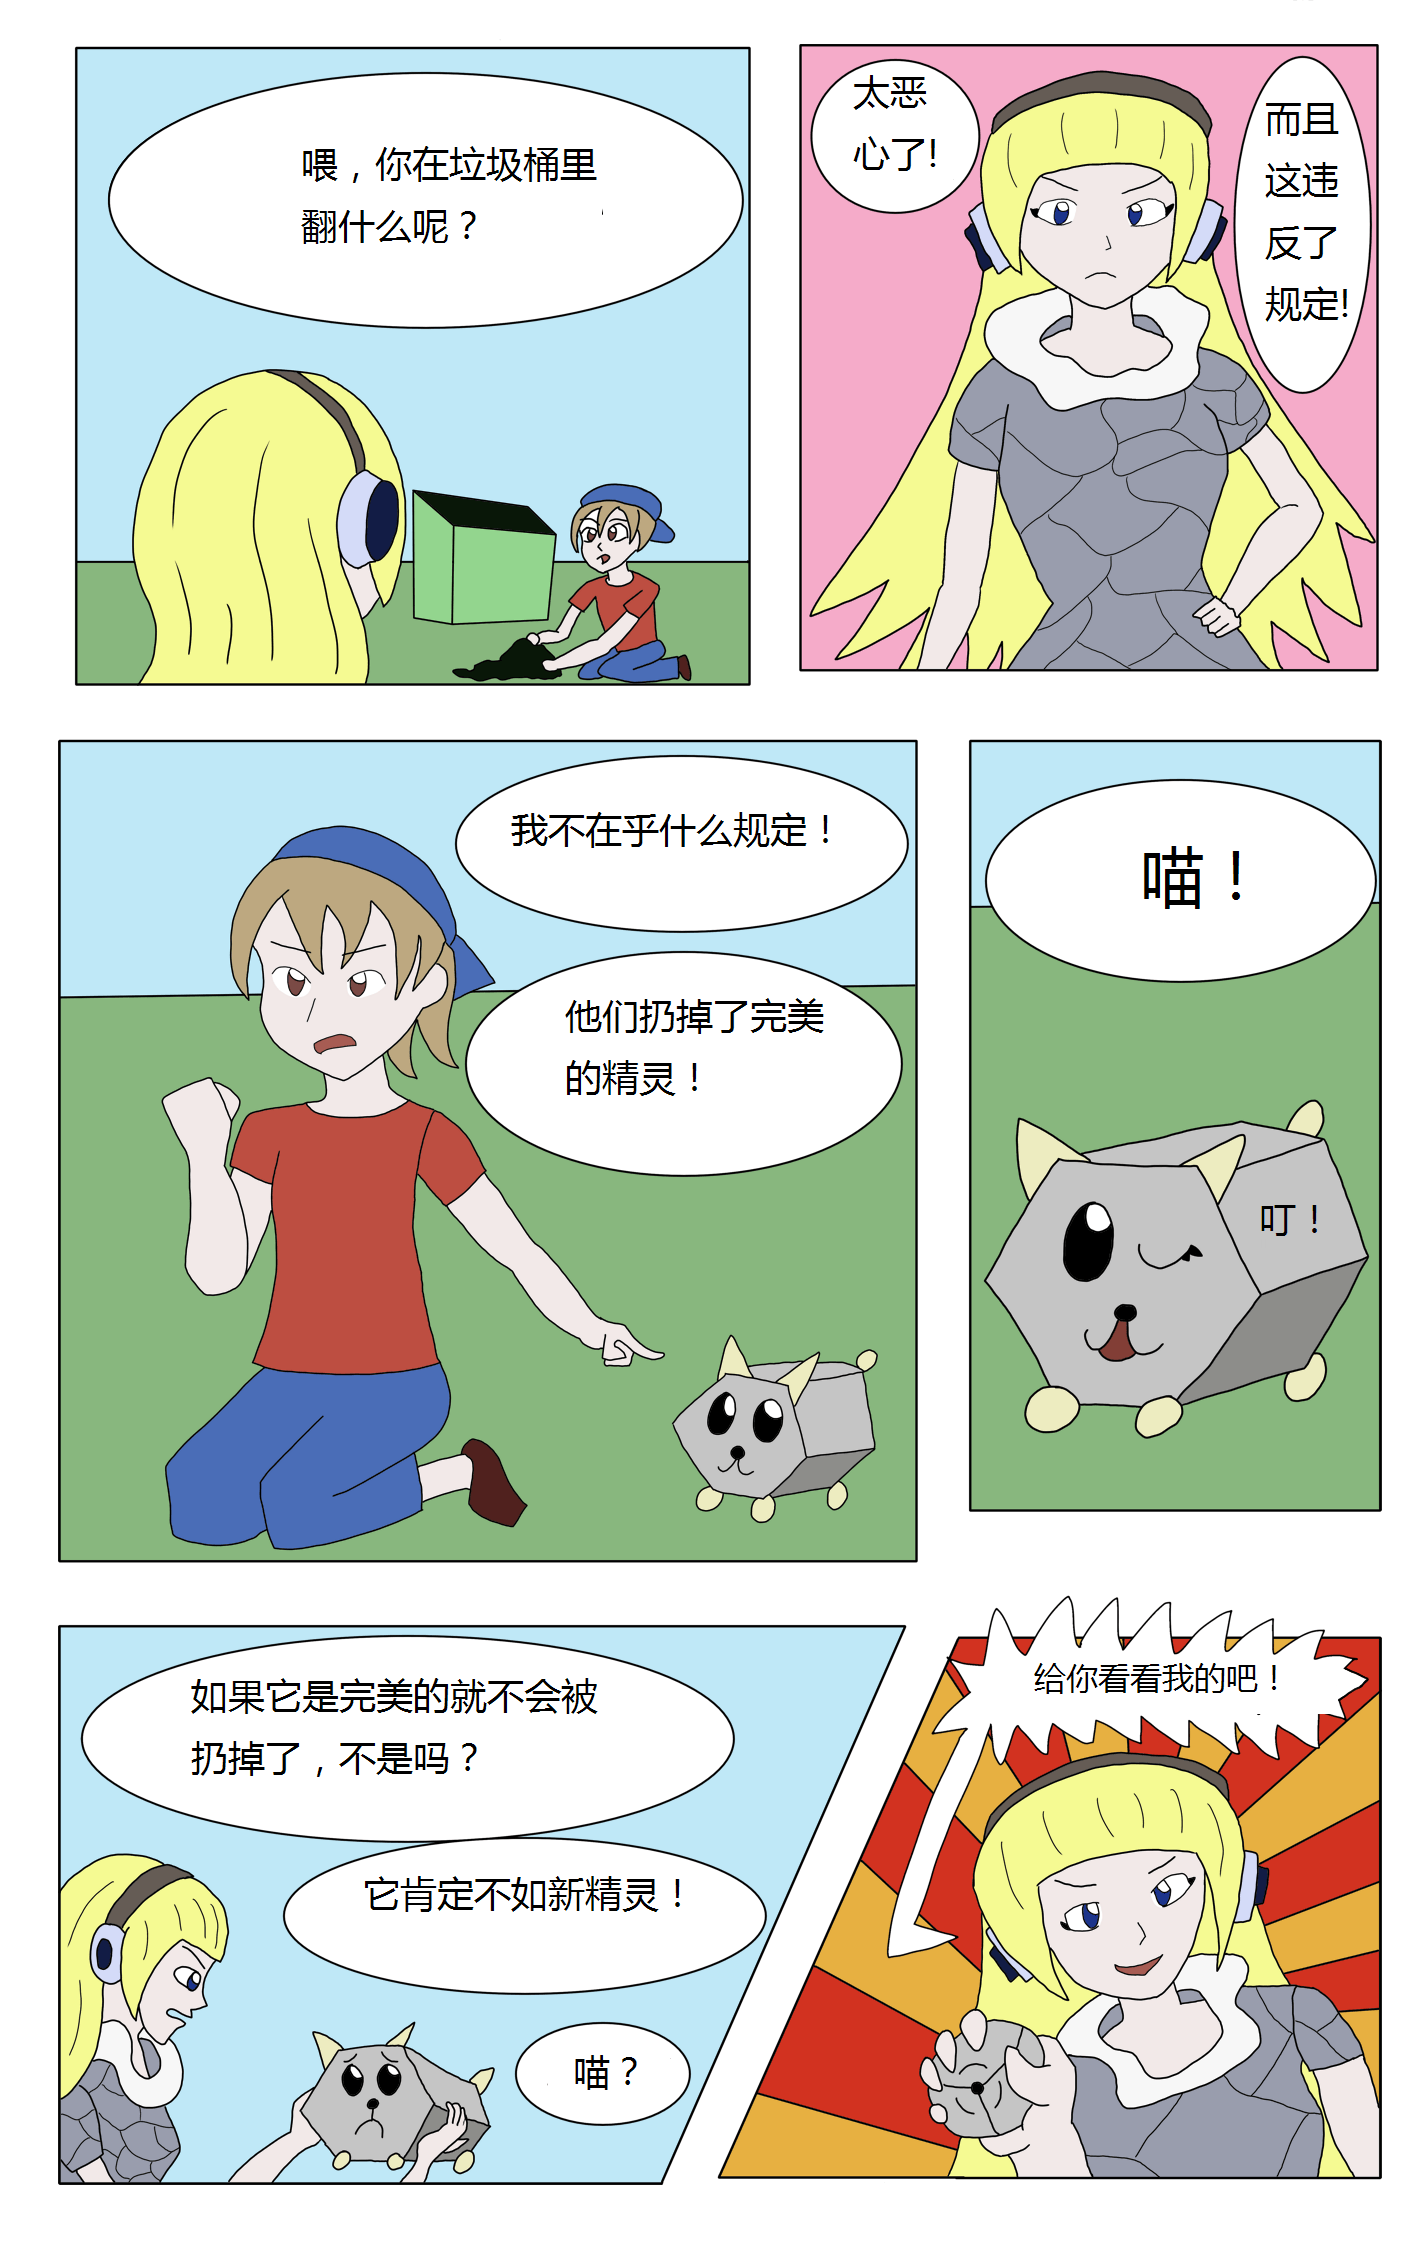 喂，你在垃圾桶里
翻什么呢？
太恶
心了!
而且
这违
反了
规定!
我不在乎什么规定！
他们扔掉了完美
的精灵！
喵！
叮！
如果它是完美的就不会被
扔掉了，不是吗？
它肯定不如新精灵！
喵？
给你看看我的吧！